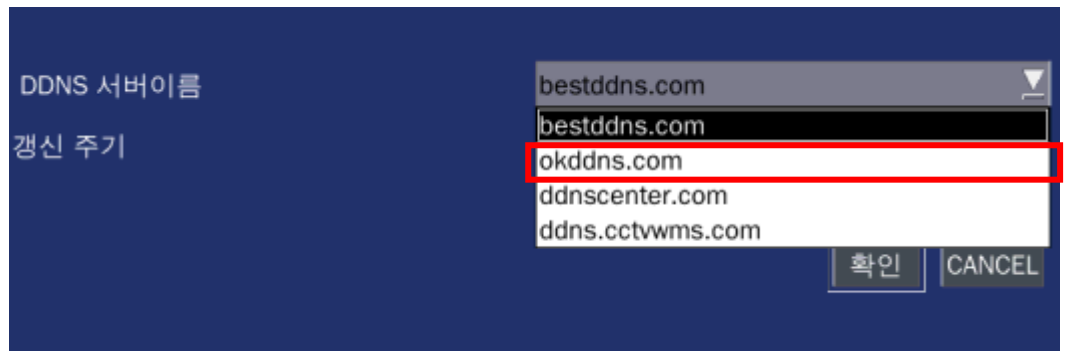 DDNS 서버이름
bestddns.com
bestddns.com
갱신 주기
okddns.com
ddnscenter.com
ddns.cctvwms.com
확인
CANCEL